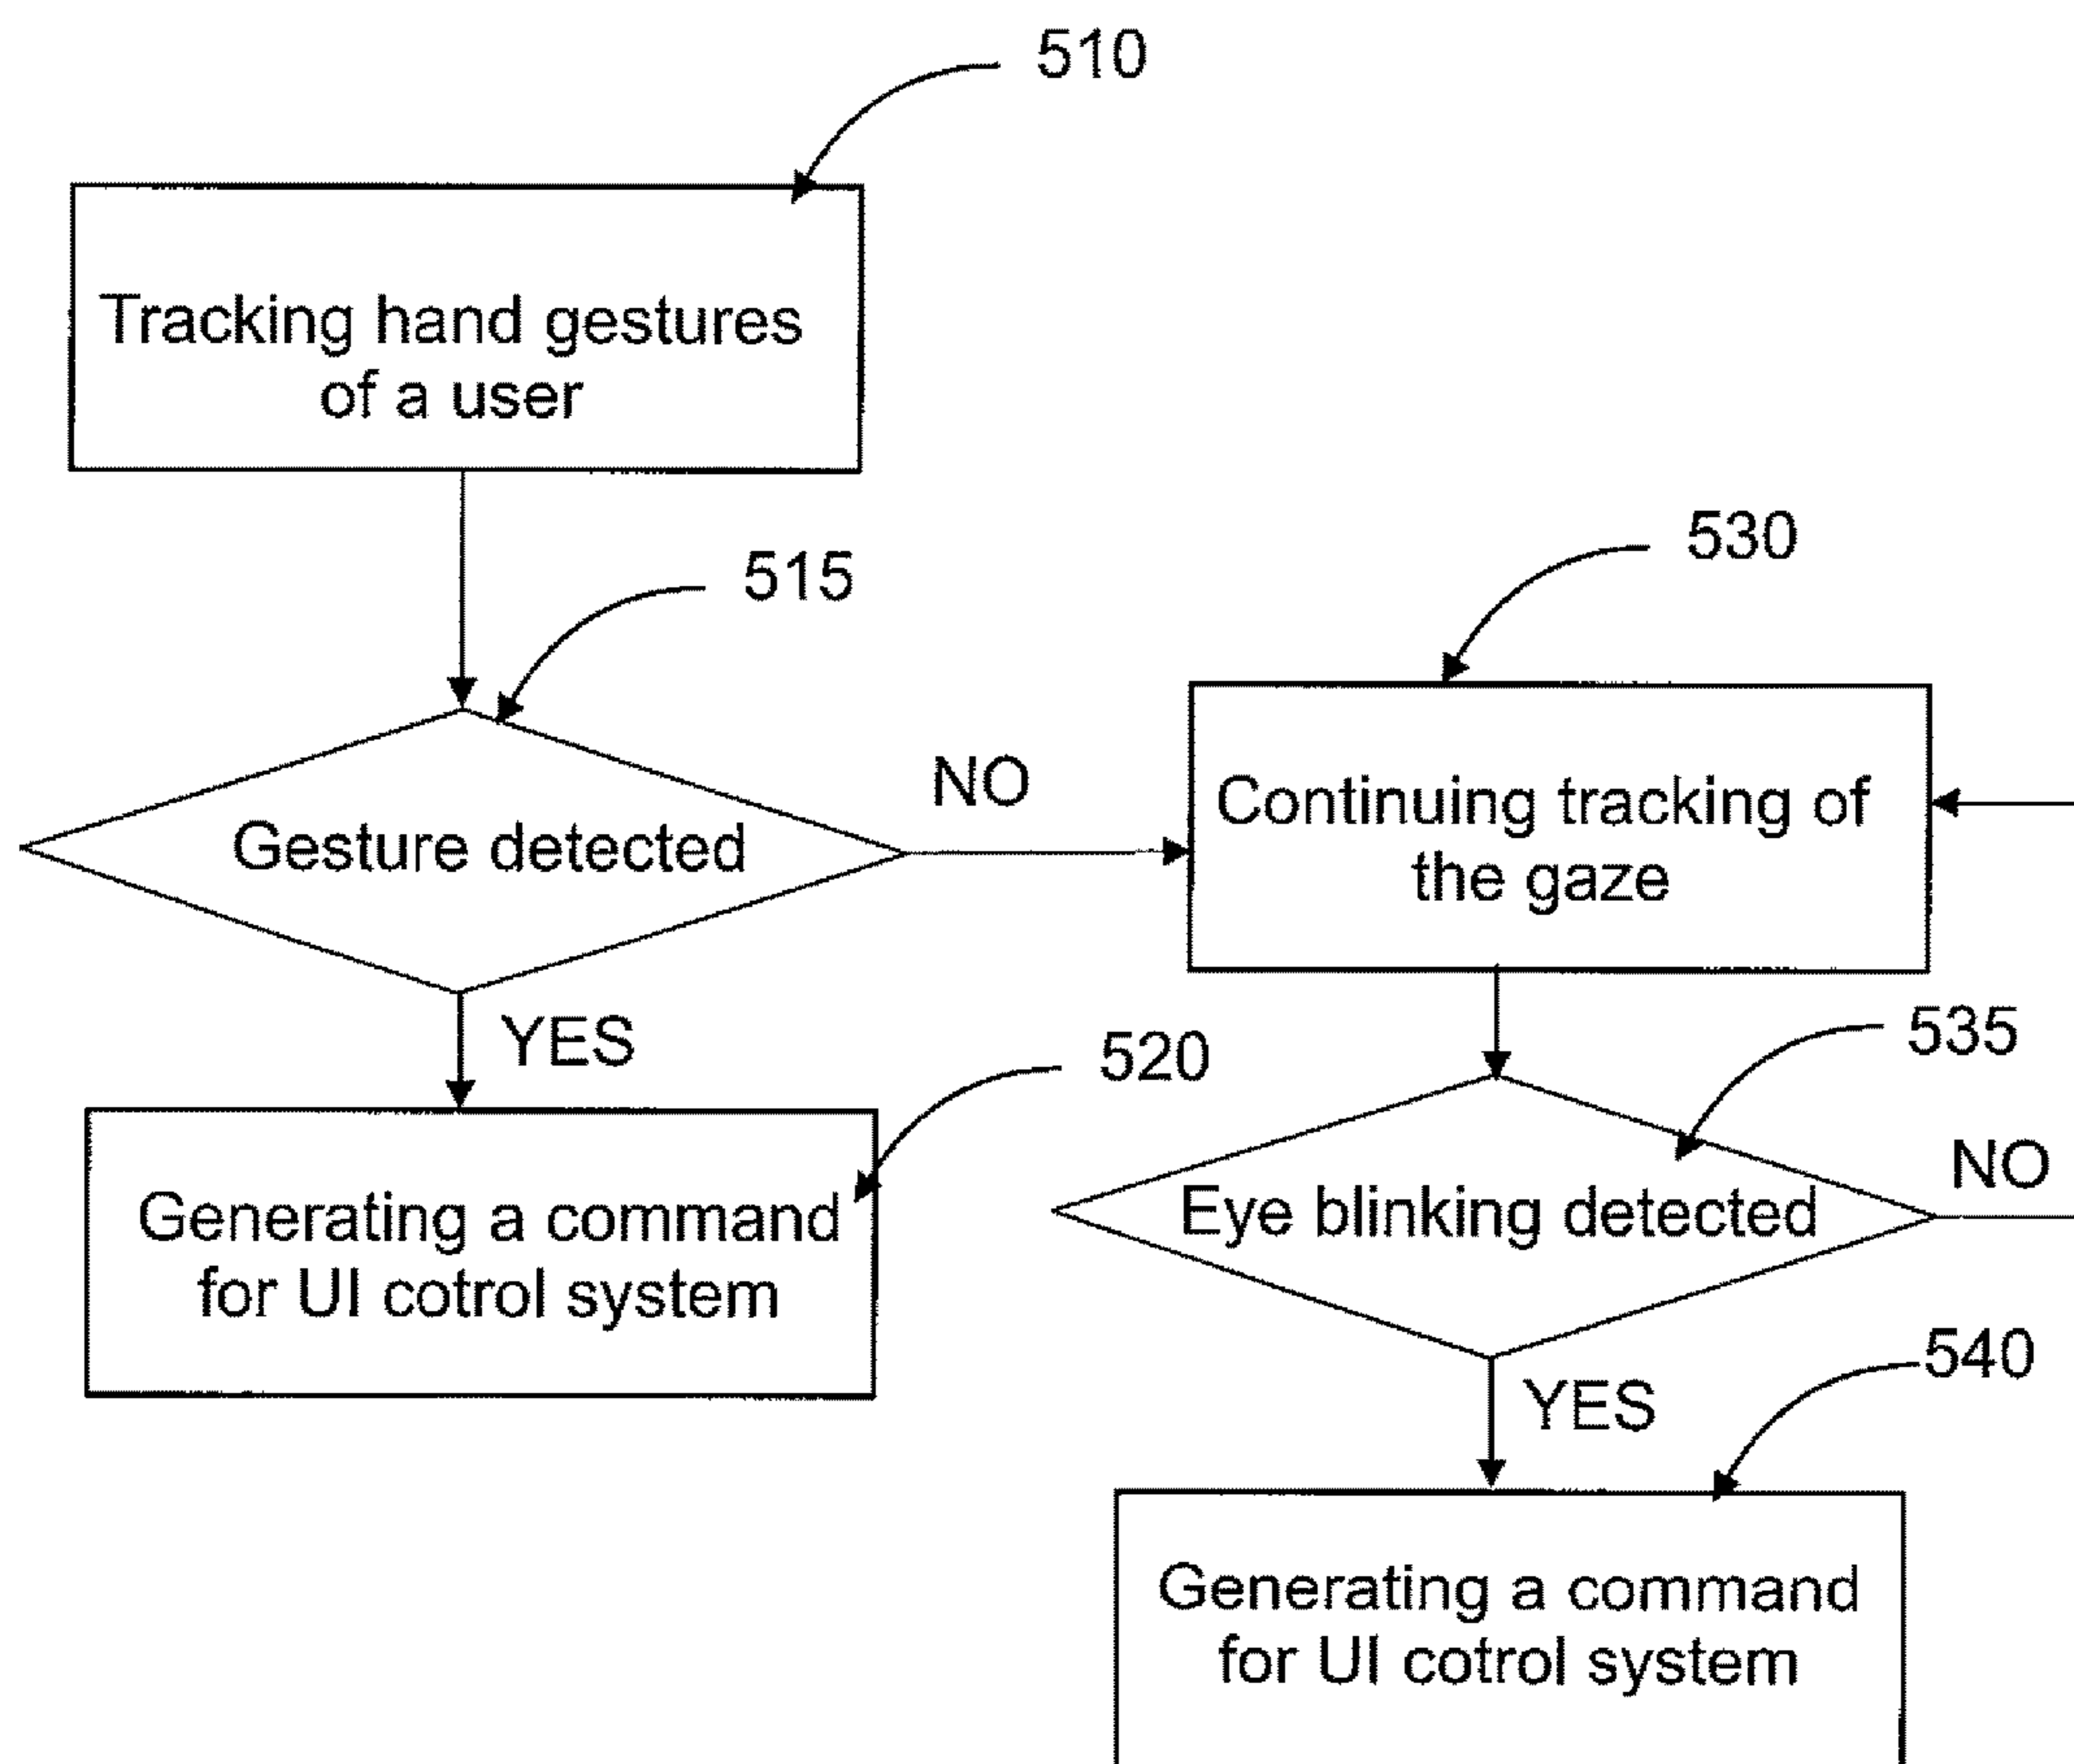 510
Tracking hand gestures
of a user
515
530
Gesture detected
NO
Continuing tracking of
the gaze
YES
520
535
Generating a command
for UI cotrol system
Eye blinking detected
NO
540
YES
Generating a command
for UI cotrol system